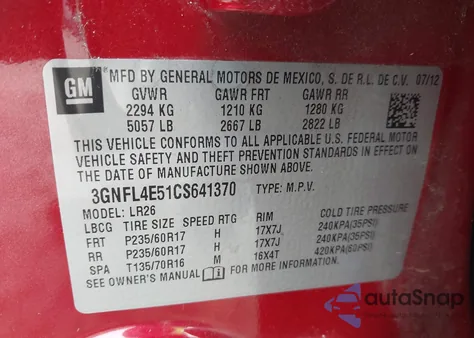 GM
MFD BY GENERAL MOTORS DE MEXICO, S. DE R.L. DE C.V. 07/12
GVWR GAWR FRT GAWR RR
2294 KG 1210 KG 1280 KG
5057 LB 2667 LB 2822 LB
THIS VEHICLE CONFORMS TO ALL APPLICABLE U.S. FEDERAL MOTOR
VEHICLE SAFETY AND THEFT PREVENTION STANDARDS IN EFFECT ON
THE DATE OF MANUFACTURE SHOWN ABOVE.
3GNFL4E51CS641370 TYPE: M.P.V.
MODEL: LR26
LBCG TIRE SIZE SPEED RTG RIM COLD TIRE PRESSURE
FRT P235/60R17 H 17X7J 240KPA(35PSI)
RR P235/60R17 H 17X7J 240KPA(35PSI)
SPA T135/70R16 M 16X4T 420KPA(60PSI)
SEE OWNER'S MANUAL FOR MORE INFORMATION.
autaSnap